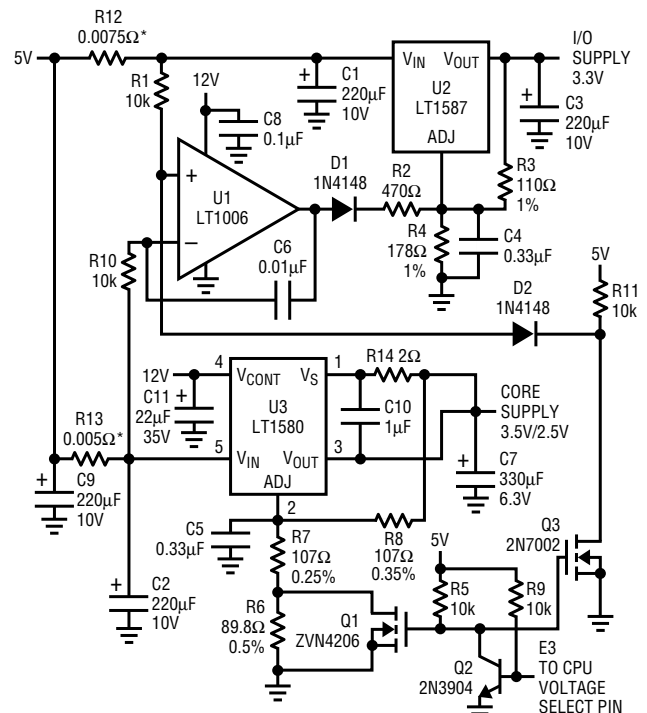 R12
0.0075Ω*
5V
R1
10k
12V
C8
0.1µF
+
C1
220µF
10V
VIN VOUT
U2
LT1587
ADJ
I/O
SUPPLY
3.3V
+
C3
220µF
10V
+
U1
LT1006
–
D1
1N4148
R2
470Ω
R3
110Ω
1%
R4
178Ω
1%
C4
0.33µF
R10
10k
C6
0.01µF
5V
R11
10k
D2
1N4148
12V
4
VCONT VS
1
R14 2Ω
C11
+
22µF
35V
U3
LT1580
C10
1µF
CORE
SUPPLY
3.5V/2.5V
R13
0.005Ω*
5
VIN VOUT
3
ADJ
2
+
C9
220µF
10V
+
C7
330µF
6.3V
C5
0.33µF
R7
107Ω
0.25%
R8
107Ω
0.35%
Q3
2N7002
+
C2
220µF
10V
R6
89.8Ω
0.5%
Q1
ZVN4206
5V
R5
10k
R9
10k
Q2
2N3904
E3
TO CPU
VOLTAGE
SELECT PIN